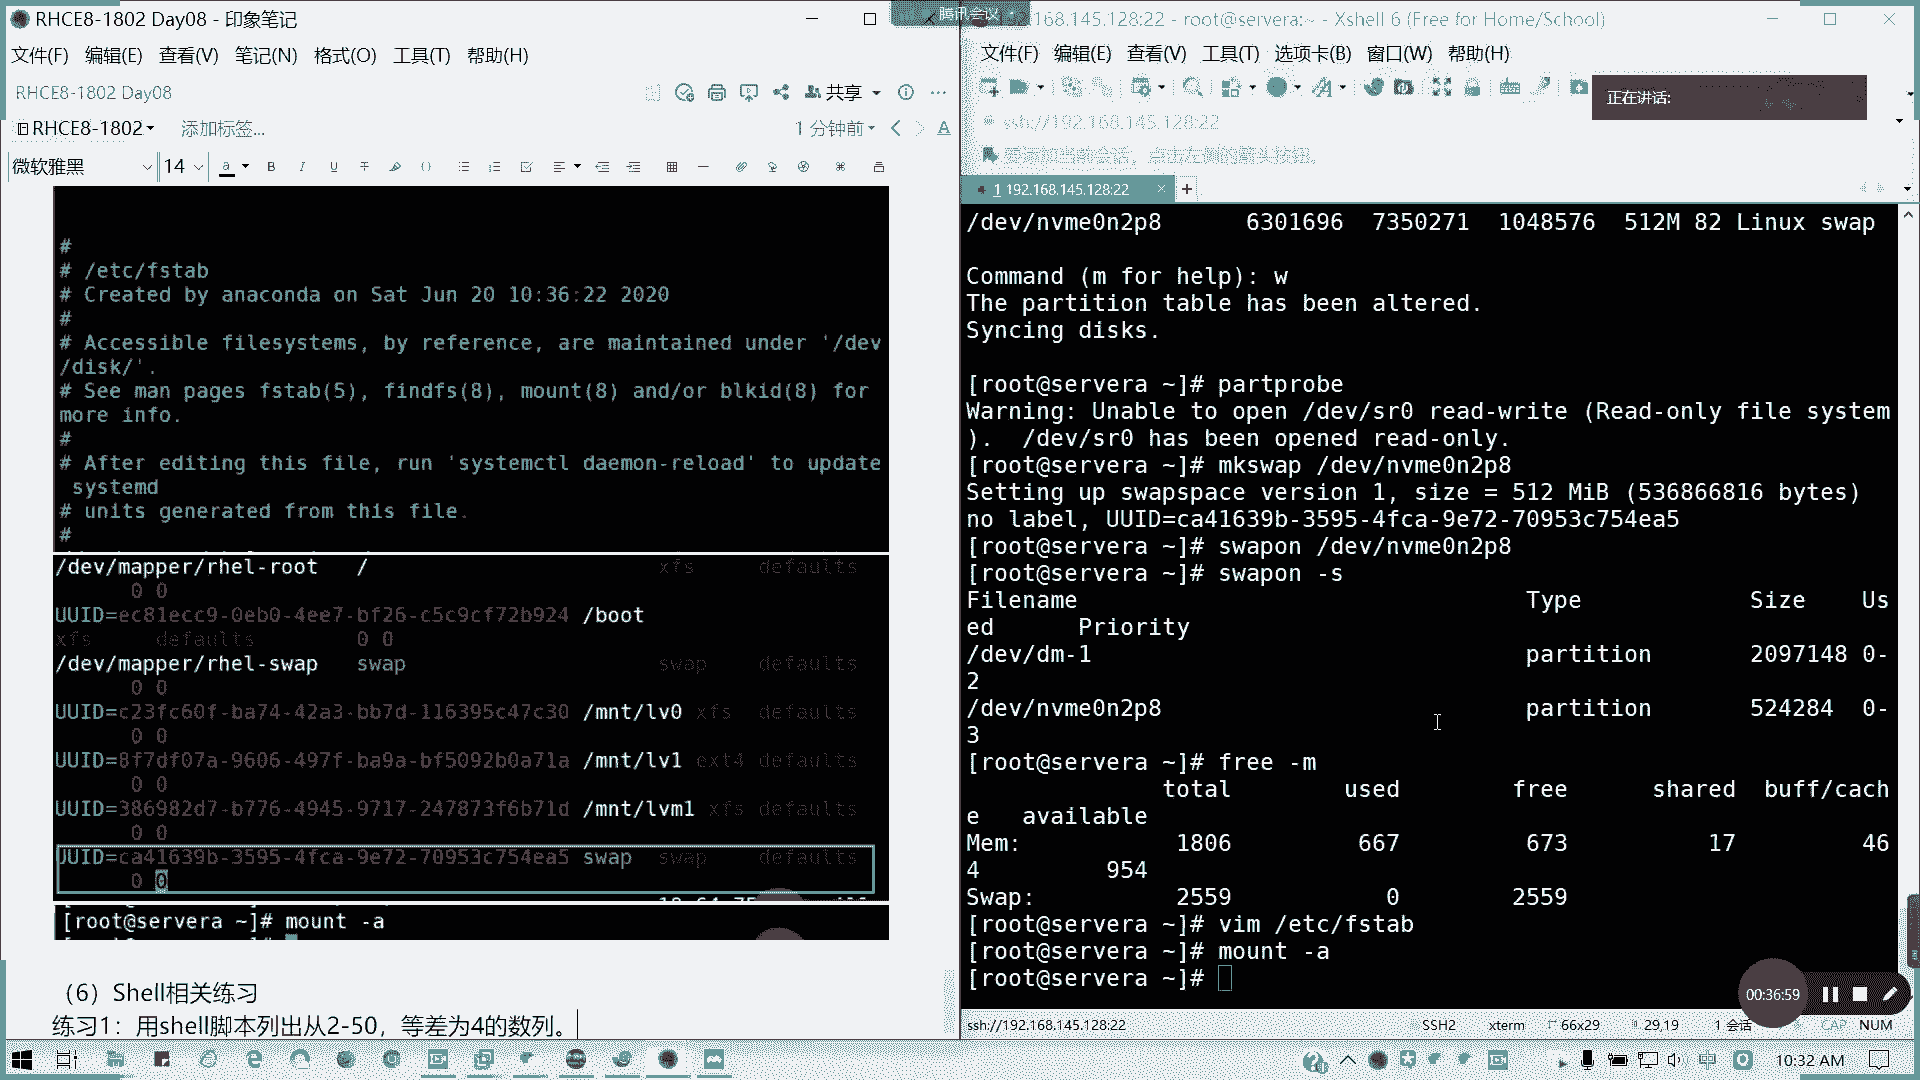 RHCE8-1802 Day08 - 印象笔记
文件(F) 编辑(E) 查看(V) 笔记(N) 格式(O) 工具(T) 帮助(H)
RHCE8-1802 Day08
共享
RHCE8-1802
添加标签...
1 分钟前
微软雅黑
14
#
# /etc/fstab
# Created by anaconda on Sat Jun 20 10:36:22 2020
#
# Accessible filesystems, by reference, are maintained under '/dev
/disk/'.
# See man pages fstab(5), findfs(8), mount(8) and/or blkid(8) for
more info.
#
# After editing this file, run 'systemctl daemon-reload' to update
systemd
# units generated from this file.
#
/dev/mapper/rhel-root / xfs defaults
0 0
UUID=ec81ecc9-0eb0-4ee7-bf26-c5c9cf72b924 /boot
xfs defaults 0 0
/dev/mapper/rhel-swap swap swap defaults
0 0
UUID=c23fc60f-ba74-42a3-bb7d-116395c47c30 /mnt/lv0 xfs defaults
0 0
UUID=8f7df07a-9606-497f-ba9a-bf5092b0a71a /mnt/lv1 ext4 defaults
0 0
UUID=386982d7-b776-4945-9717-247873f6b71d /mnt/lvm1 xfs defaults
0 0
UUID=ca41639b-3595-4fca-9e72-70953c754ea5 swap swap defaults
0 0
[root@servera ~]# mount -a
（6）Shell相关练习
练习1：用shell脚本列出从2-50，等差为4的数列。
腾讯会议
168.145.128:22 - root@servera:~ - Xshell 6 (Free for Home/School)
文件(F) 编辑(E) 查看(V) 工具(T) 选项卡(B) 窗口(W) 帮助(H)
正在讲话:
ssh://192.168.145.128:22
要添加当前会话，点击左侧的箭头按钮。
1 192.168.145.128:22
/dev/nvme0n2p8 6301696 7350271 1048576 512M 82 Linux swap
Command (m for help): w
The partition table has been altered.
Syncing disks.
[root@servera ~]# partprobe
Warning: Unable to open /dev/sr0 read-write (Read-only file system
). /dev/sr0 has been opened read-only.
[root@servera ~]# mkswap /dev/nvme0n2p8
Setting up swapspace version 1, size = 512 MiB (536866816 bytes)
no label, UUID=ca41639b-3595-4fca-9e72-70953c754ea5
[root@servera ~]# swapon /dev/nvme0n2p8
[root@servera ~]# swapon -s
Filename Type Size Us
ed Priority
/dev/dm-1 partition 2097148 0-
2
/dev/nvme0n2p8 partition 524284 0-
3
[root@servera ~]# free -m
total used free shared buff/cach
e available
Mem: 1806 667 673 17 46
4 954
Swap: 2559 0 2559
[root@servera ~]# vim /etc/fstab
[root@servera ~]# mount -a
[root@servera ~]#
00:36:59
ssh://192.168.145.128:22 SSH2 xterm 66x29 29,19 1 会话 CAP NUM
10:32 AM